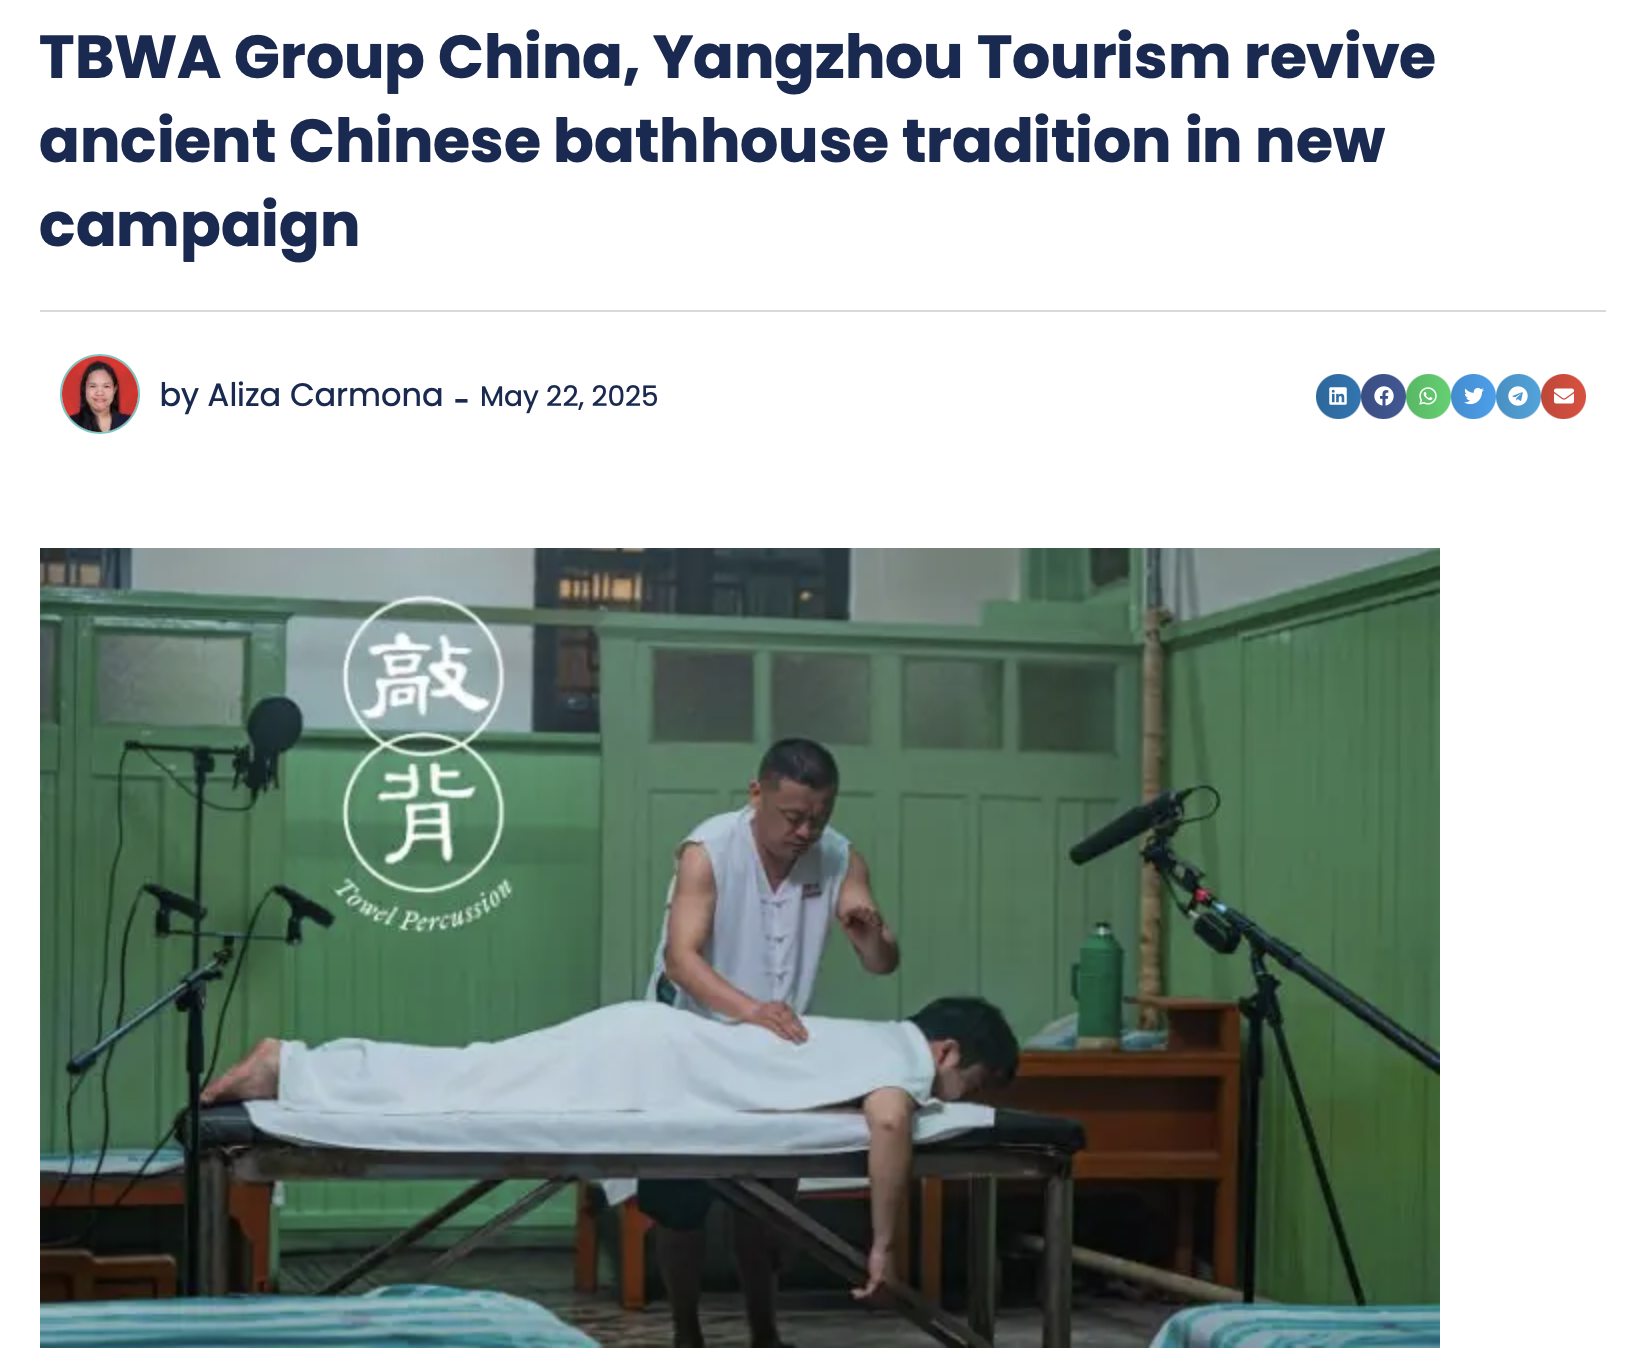 TBWA Group China, Yangzhou Tourism revive
ancient Chinese bathhouse tradition in new
campaign
by Aliza Carmona - May 22, 2025
敲
背
Towel Percussion